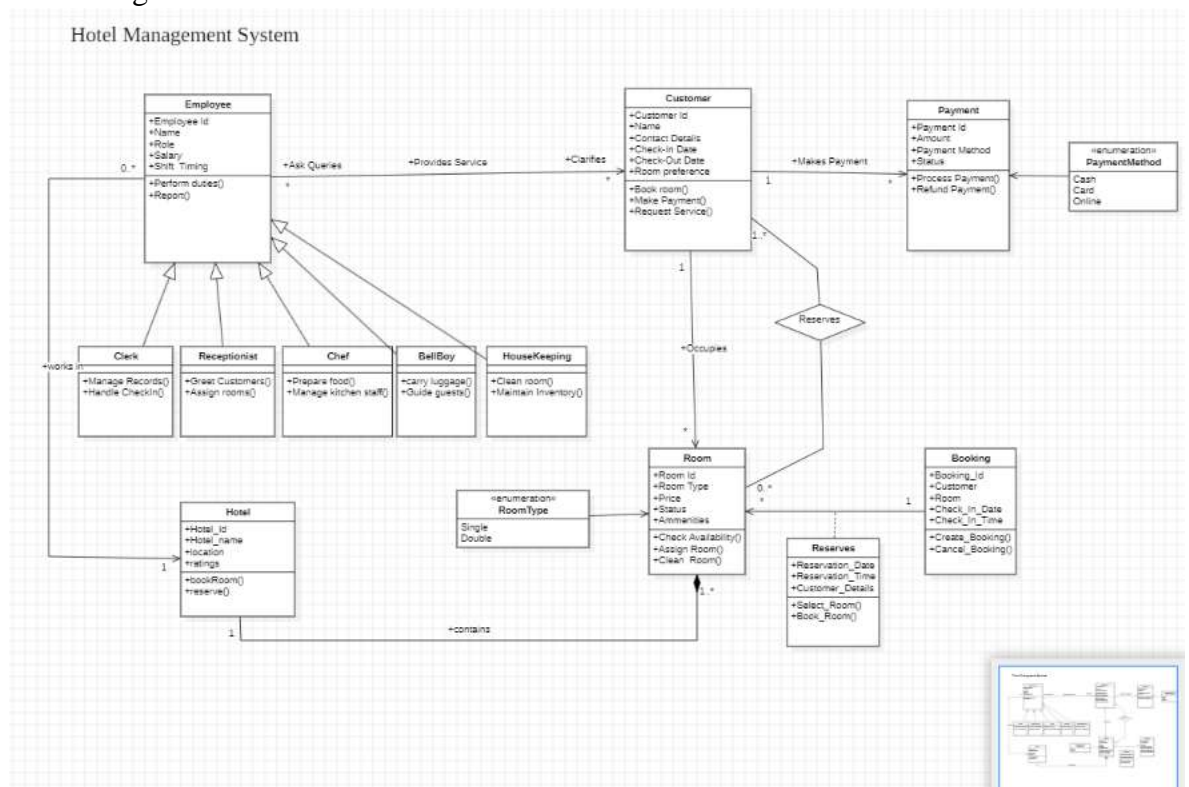 Hotel Management System
Employee
+Employee Id
+Name
+Role
+Salary
+Shift Timing
+Perform duties()
+Report()
0..*
+Ask Queries
*
+Provides Service
+Clarifies
*
Customer
+Customer Id
+Name
+Contact Details
+Check-In Date
+Check-Out Date
+Room preference
+Book room()
+Make Payment()
+Request Service()
+Makes Payment
1
*
Payment
+Payment Id
+Amount
+Payment Method
+Status
+Process Payment()
+Refund Payment()
«enumeration»
PaymentMethod
Cash
Card
Online
1..*
1
Reserves
+Occupies
*
+works in
Clerk
+Manage Records()
+Handle CheckIn()
Receptionist
+Greet Customers()
+Assign rooms()
Chef
+Prepare food()
+Manage kitchen staff()
BellBoy
+carry luggage()
+Guide guests()
HouseKeeping
+Clean room()
+Maintain Inventory()
Room
+Room Id
+Room Type
+Price
+Status
+Ammenities
+Check Availability()
+Assign Room()
+Clean Room()
0..*
*
1
Booking
+Booking_Id
+Customer
+Room
+Check_In_Date
+Check_In_Time
+Create_Booking()
+Cancel_Booking()
«enumeration»
RoomType
Single
Double
Hotel
+Hotel_Id
+Hotel_name
+location
+ratings
+bookRoom()
+reserve()
1
Reserves
+Reservation_Date
+Reservation_Time
+Customer_Details
+Select_Room()
+Book_Room()
1..*
1
+contains